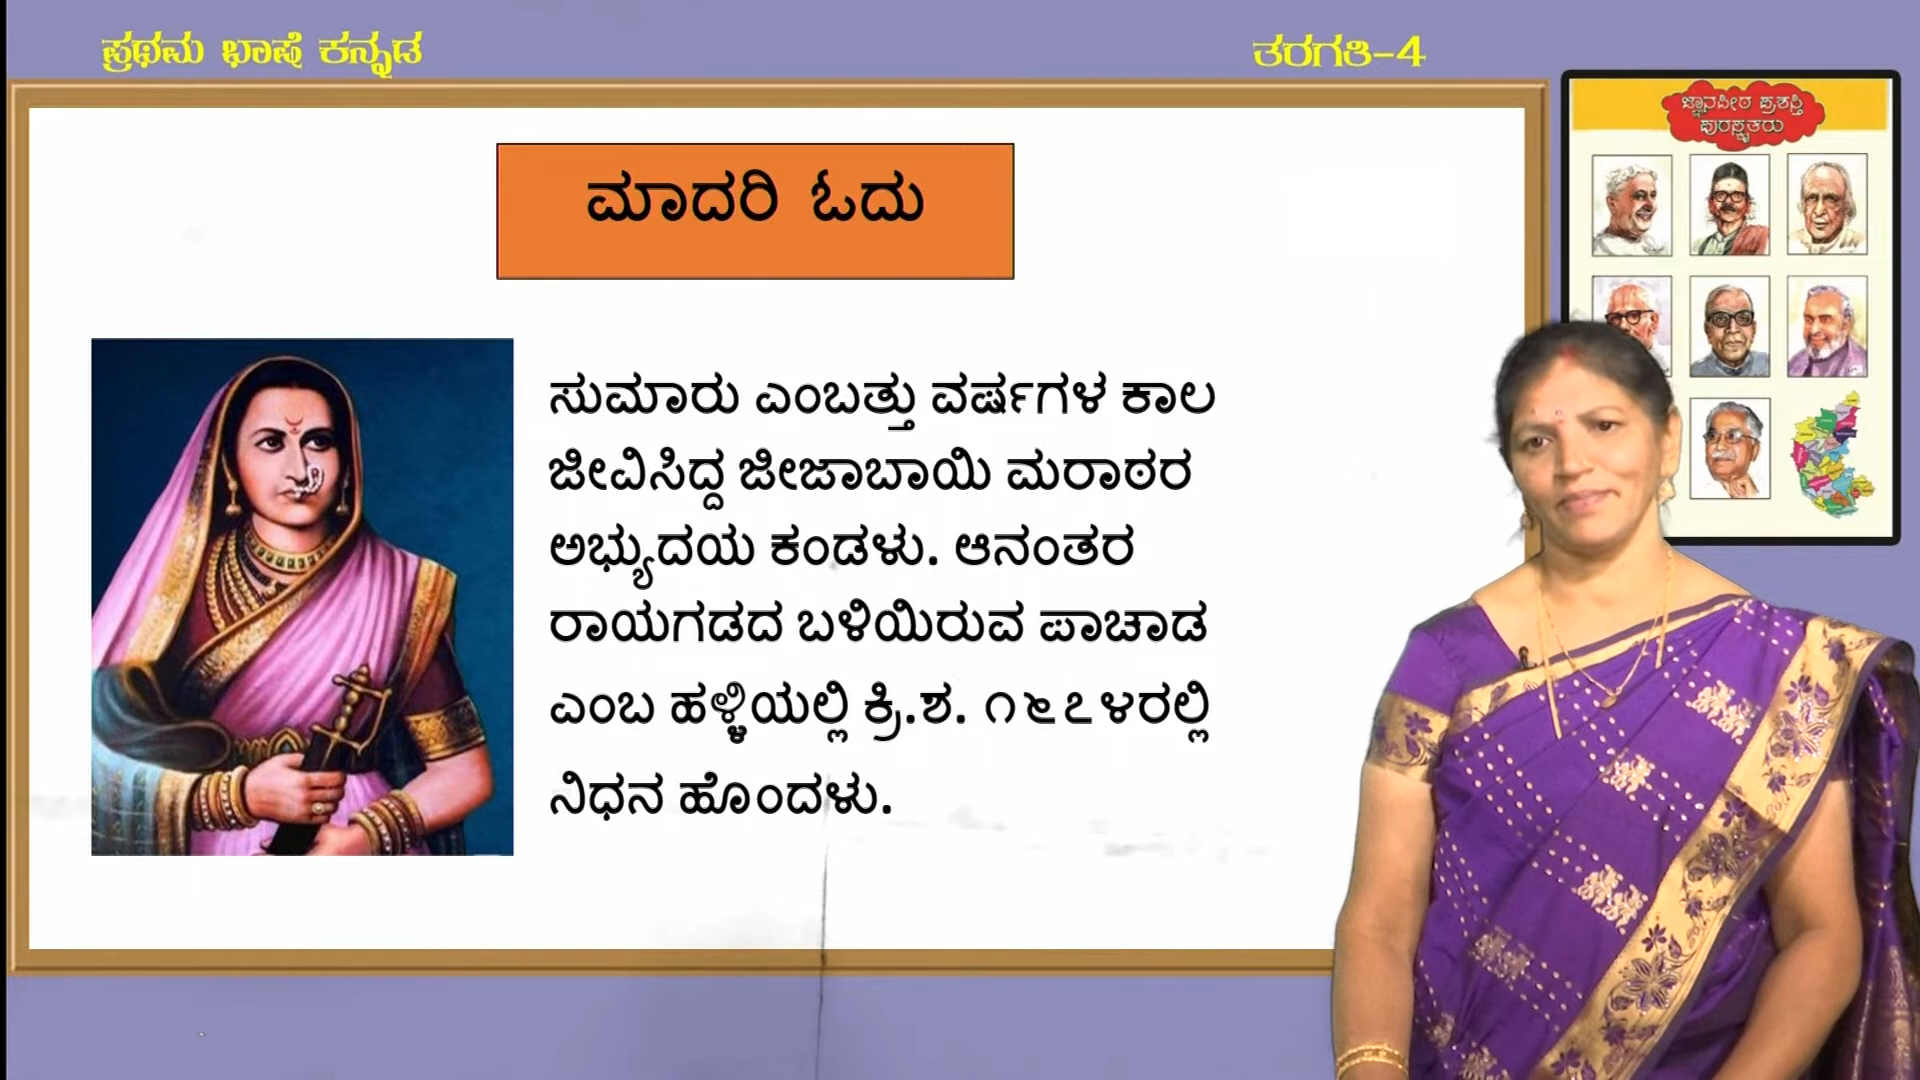 ಪ್ರಥಮ ಭಾಷೆ ಕನ್ನಡ
ತರಗತಿ-4
ಜ್ಞಾನಪೀಠ ಪ್ರಶಸ್ತಿ
ಪುರಸ್ಕೃತರು
ಮಾದರಿ ಓದು
ಸುಮಾರು ಎಂಬತ್ತು ವರ್ಷಗಳ ಕಾಲ
ಜೀವಿಸಿದ್ದ ಜೀಜಾಬಾಯಿ ಮರಾಠರ
ಅಭ್ಯುದಯ ಕಂಡಳು. ಆನಂತರ
ರಾಯಗಡದ ಬಳಿಯಿರುವ ಪಾಚಾಡ
ಎಂಬ ಹಳ್ಳಿಯಲ್ಲಿ ಕ್ರಿ.ಶ. ೧೬೭೪ರಲ್ಲಿ
ನಿಧನ ಹೊಂದಳು.